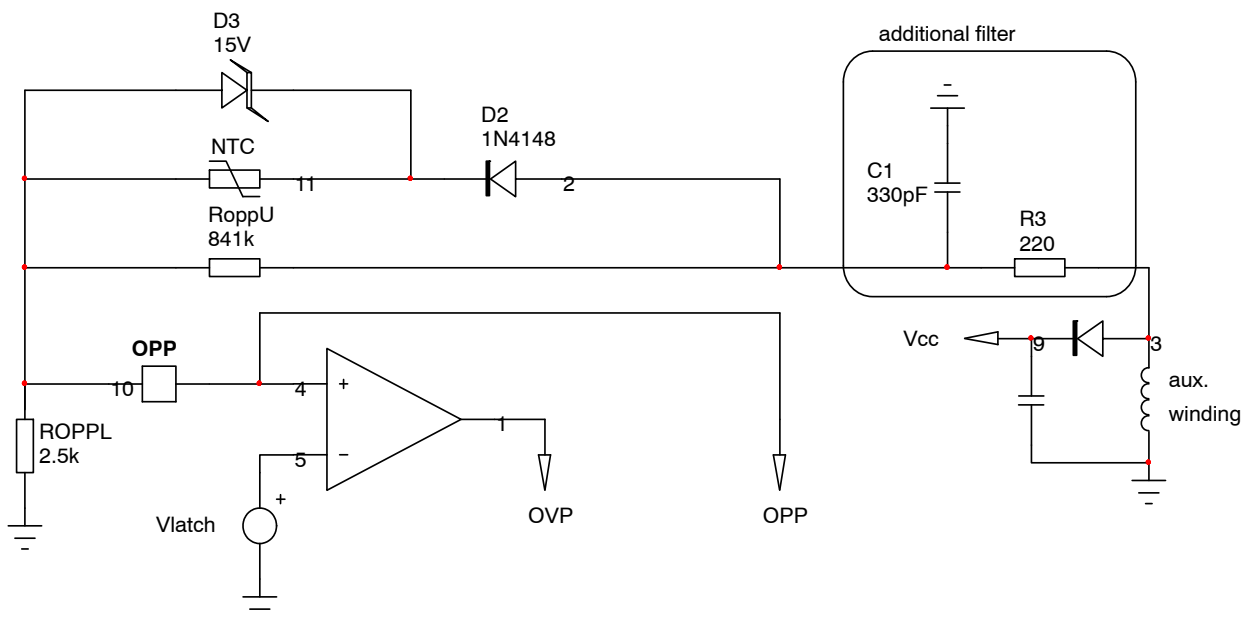 D3
15V
additional filter
D2
1N4148
NTC
11
2
C1
330pF
RoppU
841k
R3
220
Vcc
9
3
OPP
10
4
+
aux.
winding
ROPPL
2.5k
1
5
−
+
Vlatch
OVP
OPP